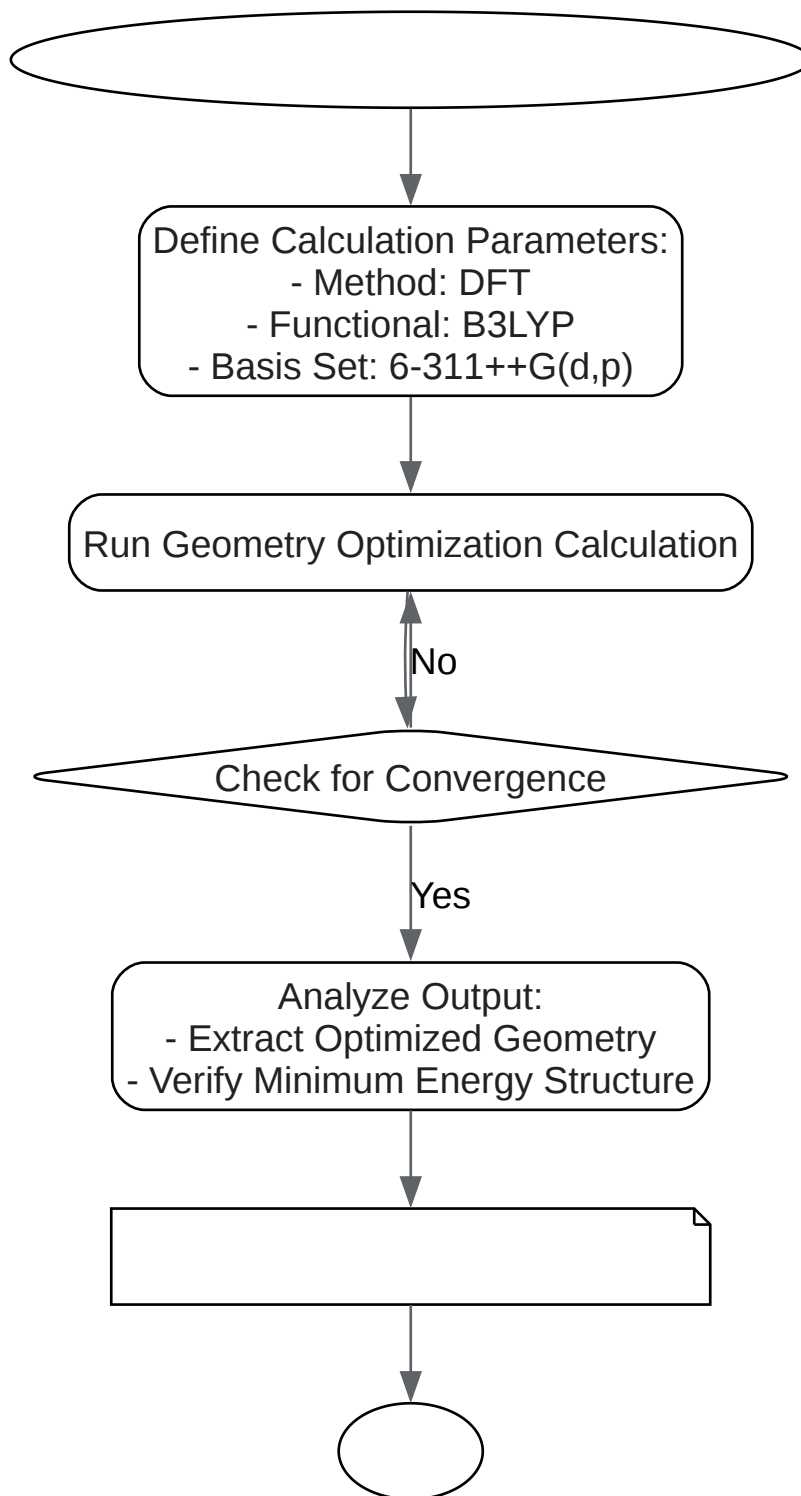 Define Calculation Parameters:
- Method: DFT
- Functional: B3LYP
- Basis Set: 6-311++G(d,p)
Run Geometry Optimization Calculation
No
Check for Convergence
Yes
Analyze Output:
- Extract Optimized Geometry
- Verify Minimum Energy Structure